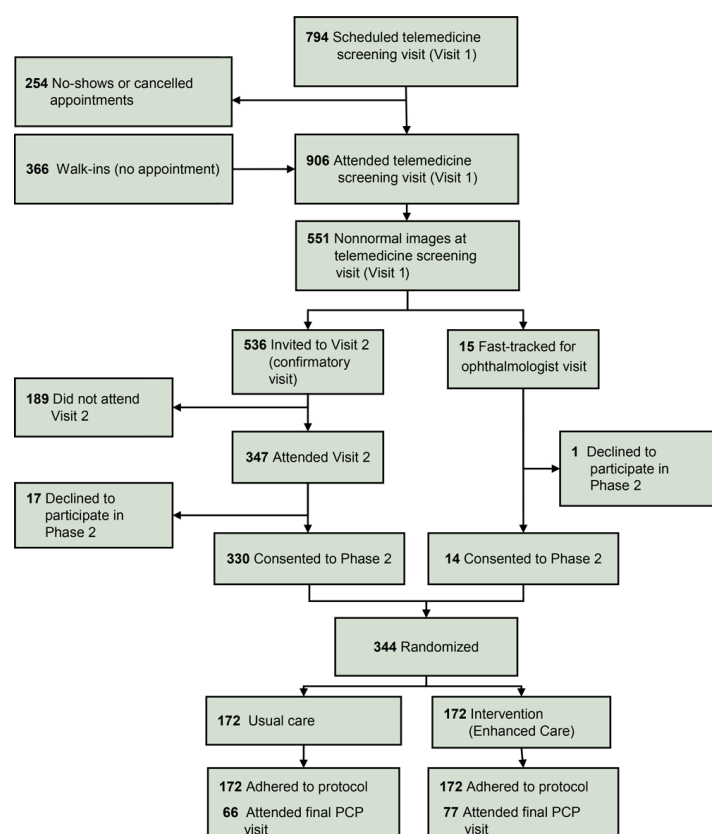 794 Scheduled telemedicine
screening visit (Visit 1)
254 No-shows or cancelled
appointments
366 Walk-ins (no appointment)
906 Attended telemedicine
screening visit (Visit 1)
551 Nonnormal images at
telemedicine screening
visit (Visit 1)
536 Invited to Visit 2
(confirmatory
visit)
15 Fast-tracked for
ophthalmologist visit
189 Did not attend
Visit 2
347 Attended Visit 2
1 Declined to
participate in
Phase 2
17 Declined to
participate in
Phase 2
330 Consented to Phase 2
14 Consented to Phase 2
344 Randomized
172 Usual care
172 Intervention
(Enhanced Care)
172 Adhered to protocol
66 Attended final PCP
visit
172 Adhered to protocol
77 Attended final PCP
visit